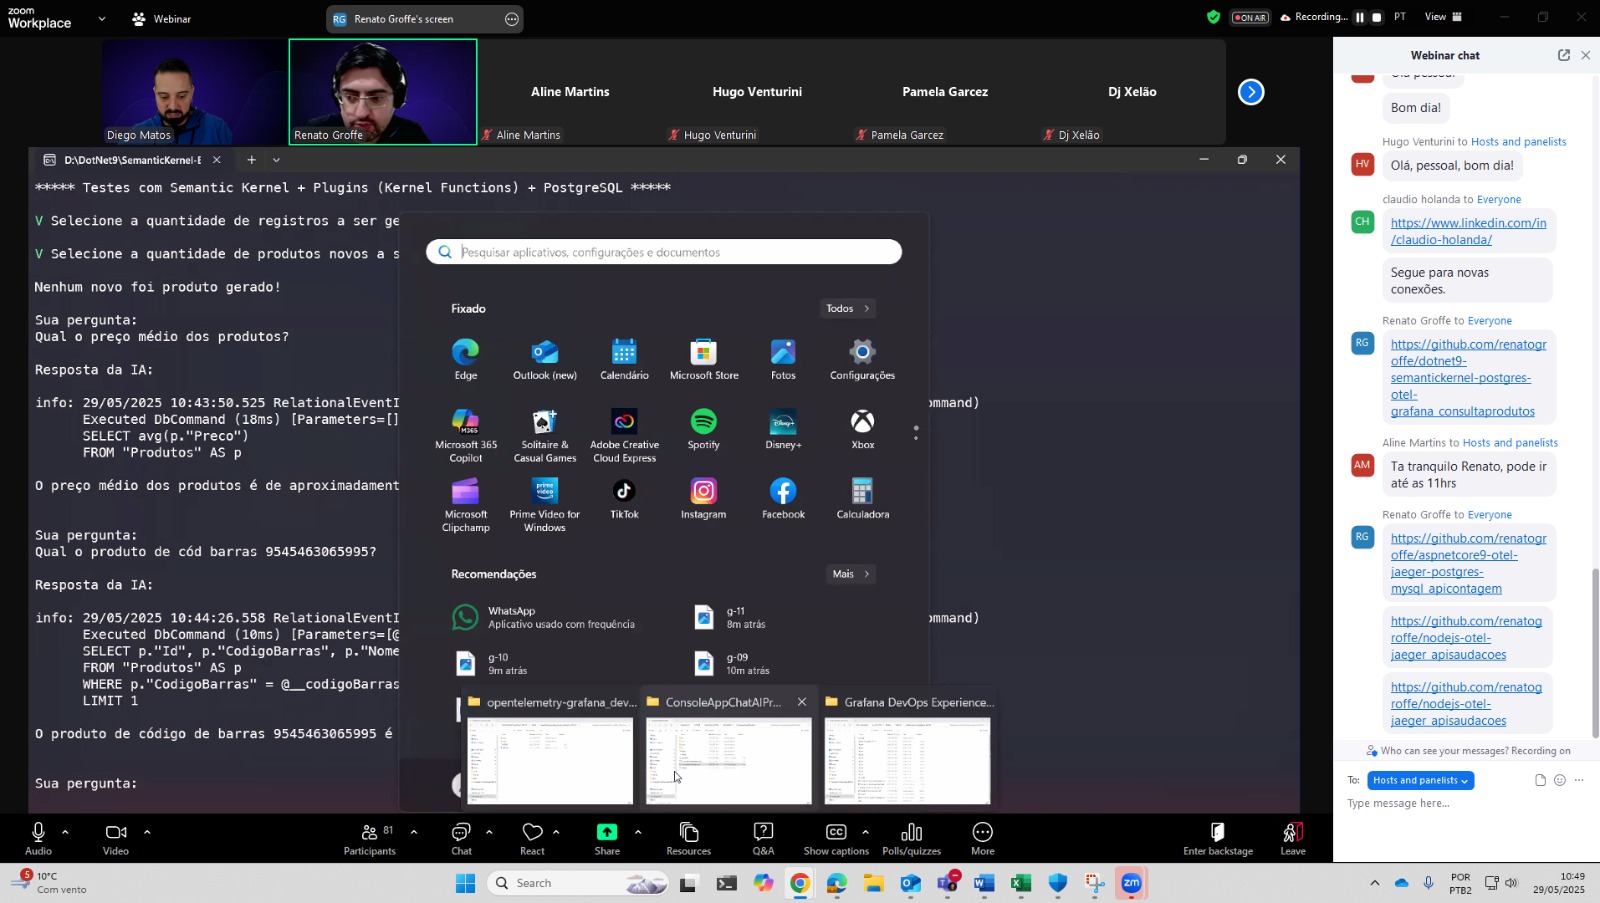 zoom
Workplace
Webinar
RG Renato Groffe's screen
ON AIR
Recording...
PT
View
Diego Matos
Renato Groffe
Aline Martins
Aline Martins
Hugo Venturini
Hugo Venturini
Pamela Garcez
Pamela Garcez
Dj Xelão
Dj Xelão
D:\DotNet9\SemanticKernel-E
***** Testes com Semantic Kernel + Plugins (Kernel Functions) + PostgreSQL *****
V Selecione a quantidade de registros a ser ge
V Selecione a quantidade de produtos novos a s
Nenhum novo foi produto gerado!
Sua pergunta:
Qual o preço médio dos produtos?
Resposta da IA:
info: 29/05/2025 10:43:50.525 RelationalEventI
ommand)
Executed DbCommand (18ms) [Parameters=[]
SELECT avg(p."Preco")
FROM "Produtos" AS p
O preço médio dos produtos é de aproximadament
Sua pergunta:
Qual o produto de cód barras 9545463065995?
Resposta da IA:
info: 29/05/2025 10:44:26.558 RelationalEventI
ommand)
Executed DbCommand (10ms) [Parameters=[@
SELECT p."Id", p."CodigoBarras", p."Nome
FROM "Produtos" AS p
WHERE p."CodigoBarras" = @__codigoBarras
LIMIT 1
O produto de código de barras 9545463065995 é
Sua pergunta:
Pesquisar aplicativos, configurações e documentos
Fixado
Todos
Edge
Outlook (new)
Calendário
Microsoft Store
Fotos
Configurações
Microsoft 365
Copilot
Solitaire &
Casual Games
Adobe Creative
Cloud Express
Spotify
Disney+
Xbox
Microsoft
Clipchamp
Prime Video for
Windows
TikTok
Instagram
Facebook
Calculadora
Recomendações
Mais
WhatsApp
Aplicativo usado com frequência
g-11
8m atrás
g-10
9m atrás
g-09
10m atrás
opentelemetry-grafana_dev...
ConsoleAppChatAIPr...
Grafana DevOps Experience...
Webinar chat
Olá pessoal!
Bom dia!
Hugo Venturini to Hosts and panelists
HV
Olá, pessoal, bom dia!
claudio holanda to Everyone
CH
https://www.linkedin.com/in
/claudio-holanda/
Segue para novas
conexões.
Renato Groffe to Everyone
RG
https://github.com/renatogr
offe/dotnet9-
semantickernel-postgres-
otel-
grafana_consultaprodutos
Aline Martins to Hosts and panelists
AM
Ta tranquilo Renato, pode ir
até as 11hrs
Renato Groffe to Everyone
RG
https://github.com/renatogr
offe/aspnetcore9-otel-
jaeger-postgres-
mysql_apicontagem
https://github.com/renatog
roffe/nodejs-otel-
jaeger_apisaudacoes
https://github.com/renatog
roffe/nodejs-otel-
jaeger_apisaudacoes
Who can see your messages? Recording on
To: Hosts and panelists
Type message here...
Audio
Video
81
Participants
Chat
React
Share
Resources
Q&A
CC
Show captions
Polls/quizzes
More
Enter backstage
Leave
5
10°C
Com vento
Search
zm
POR
PTB2
10:49
29/05/2025